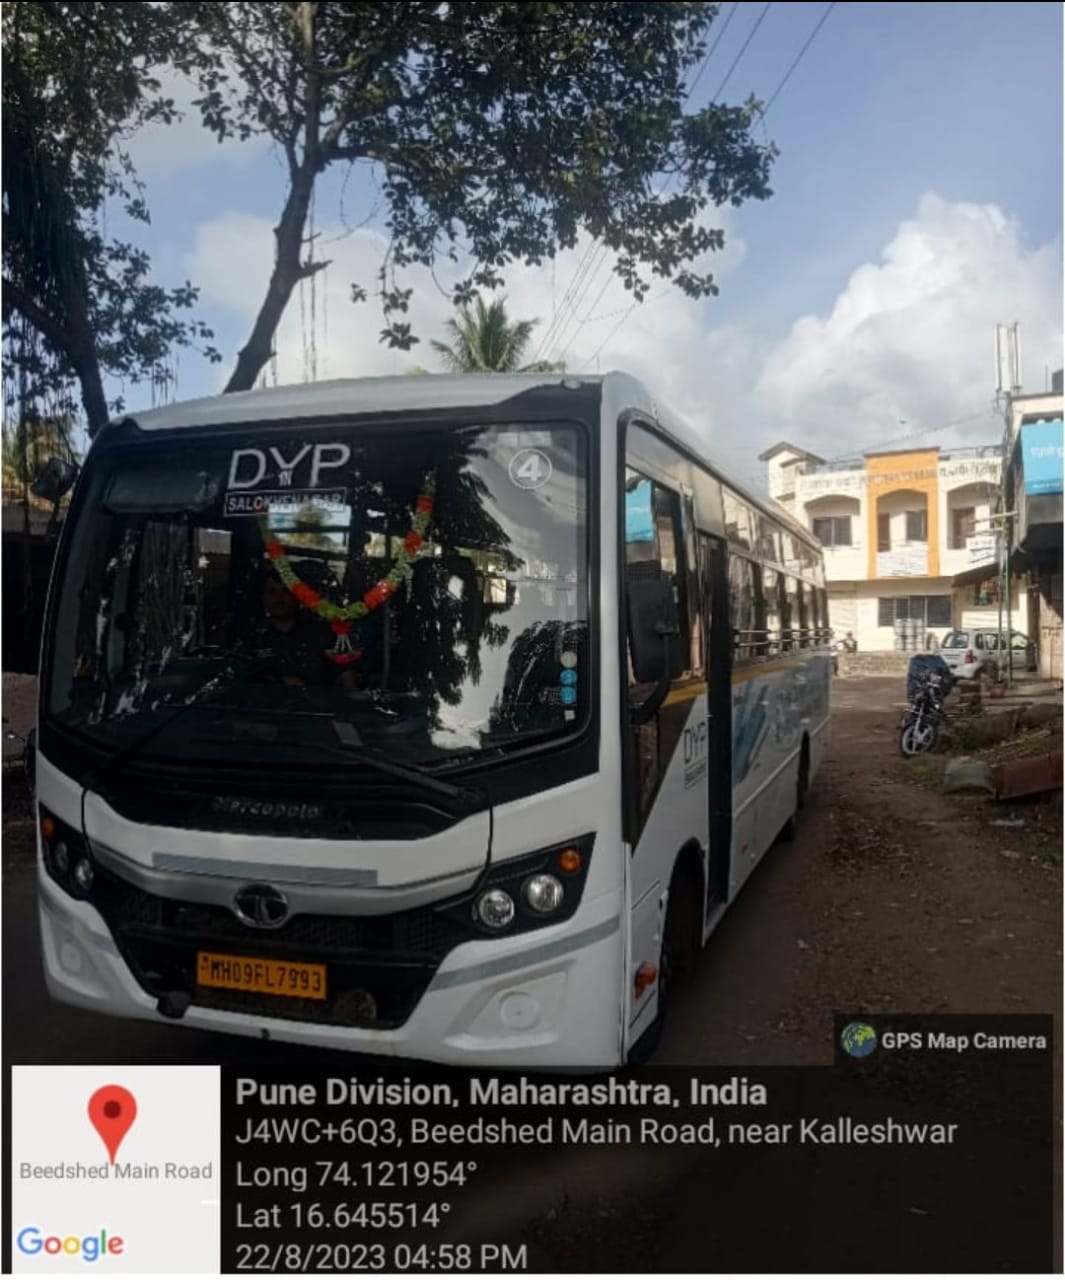 DYP
IN
SALOKHENAGAR
4
DYP
Marcopolo
MH09FL7993
GPS Map Camera
Beedshed Main Road
Google
Pune Division, Maharashtra, India
J4WC+6Q3, Beedshed Main Road, near Kalleshwar
Long 74.121954°
Lat 16.645514°
22/8/2023 04:58 PM